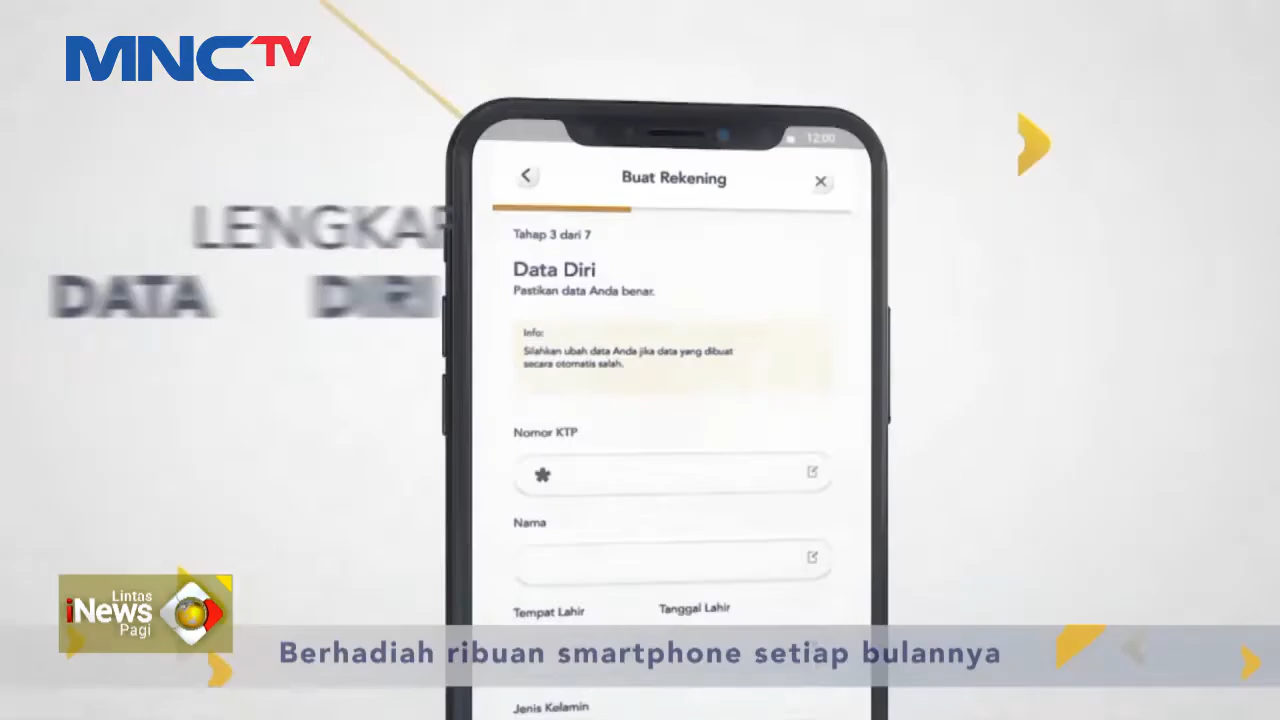 MNCTV
12:00
Buat Rekening
Tahap 3 dari 7
LENGKAP
DATA DIRI
Data Diri
Pastikan data Anda benar.
Info:
Silahkan ubah data Anda jika data yang dibuat
secara otomatis salah.
Nomor KTP
*
Nama
Tempat Lahir Tanggal Lahir
Lintas
iNews
Pagi
Berhadiah ribuan smartphone setiap bulannya
Jenis Kelamin